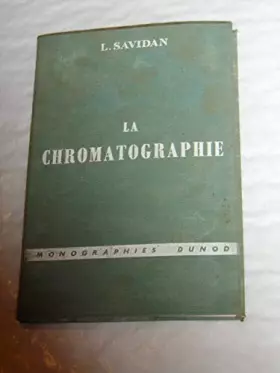 L. SAVIDAN
LA
CHROMATOGRAPHIE
MONOGRAPHIES DUNOD